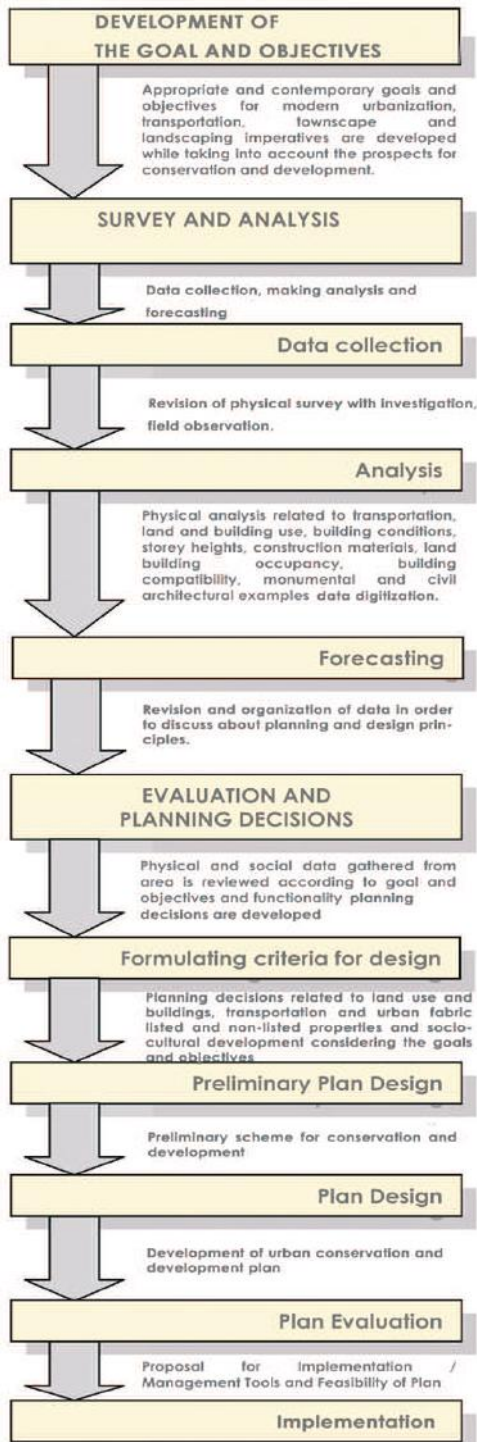 DEVELOPMENT OF
THE GOAL AND OBJECTIVES
Appropriate and contemporary goals and
objectives for modern urbanization,
transportation, townscape and
landscaping imperatives are developed
while taking into account the prospects for
conservation and development.
SURVEY AND ANALYSIS
Data collection, making analysis and
forecasting
Data collection
Revision of physical survey with investigation,
field observation.
Analysis
Physical analysis related to transportation,
land and building use, building conditions,
storey heights, construction materials, land
building occupancy, building
compatibility, monumental and civil
architectural examples data digitization.
Forecasting
Revision and organization of data in order
to discuss about planning and design prin-
ciples.
EVALUATION AND
PLANNING DECISIONS
Physical and social data gathered from
area is reviewed according to goal and
objectives and functionality planning
decisions are developed
Formulating criteria for design
Planning decisions related to land use and
buildings, transportation and urban fabric
listed and non-listed properties and socio-
cultural development considering the goals
and objectives
Preliminary Plan Design
Preliminary scheme for conservation and
development
Plan Design
Development of urban conservation and
development plan
Plan Evaluation
Proposal for Implementation /
Management Tools and Feasibility of Plan
Implementation